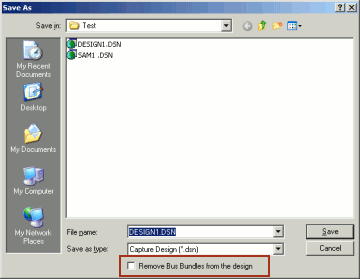 Save As
Save in:
Test
DESIGN1.DSN
SAM1 .DSN
My Recent
Documents
Desktop
My Documents
My Computer
My Network
Places
File name:
DESIGN1.DSN
Save
Save as type:
Capture Design (*.dsn)
Cancel
Remove Bus Bundles from the design